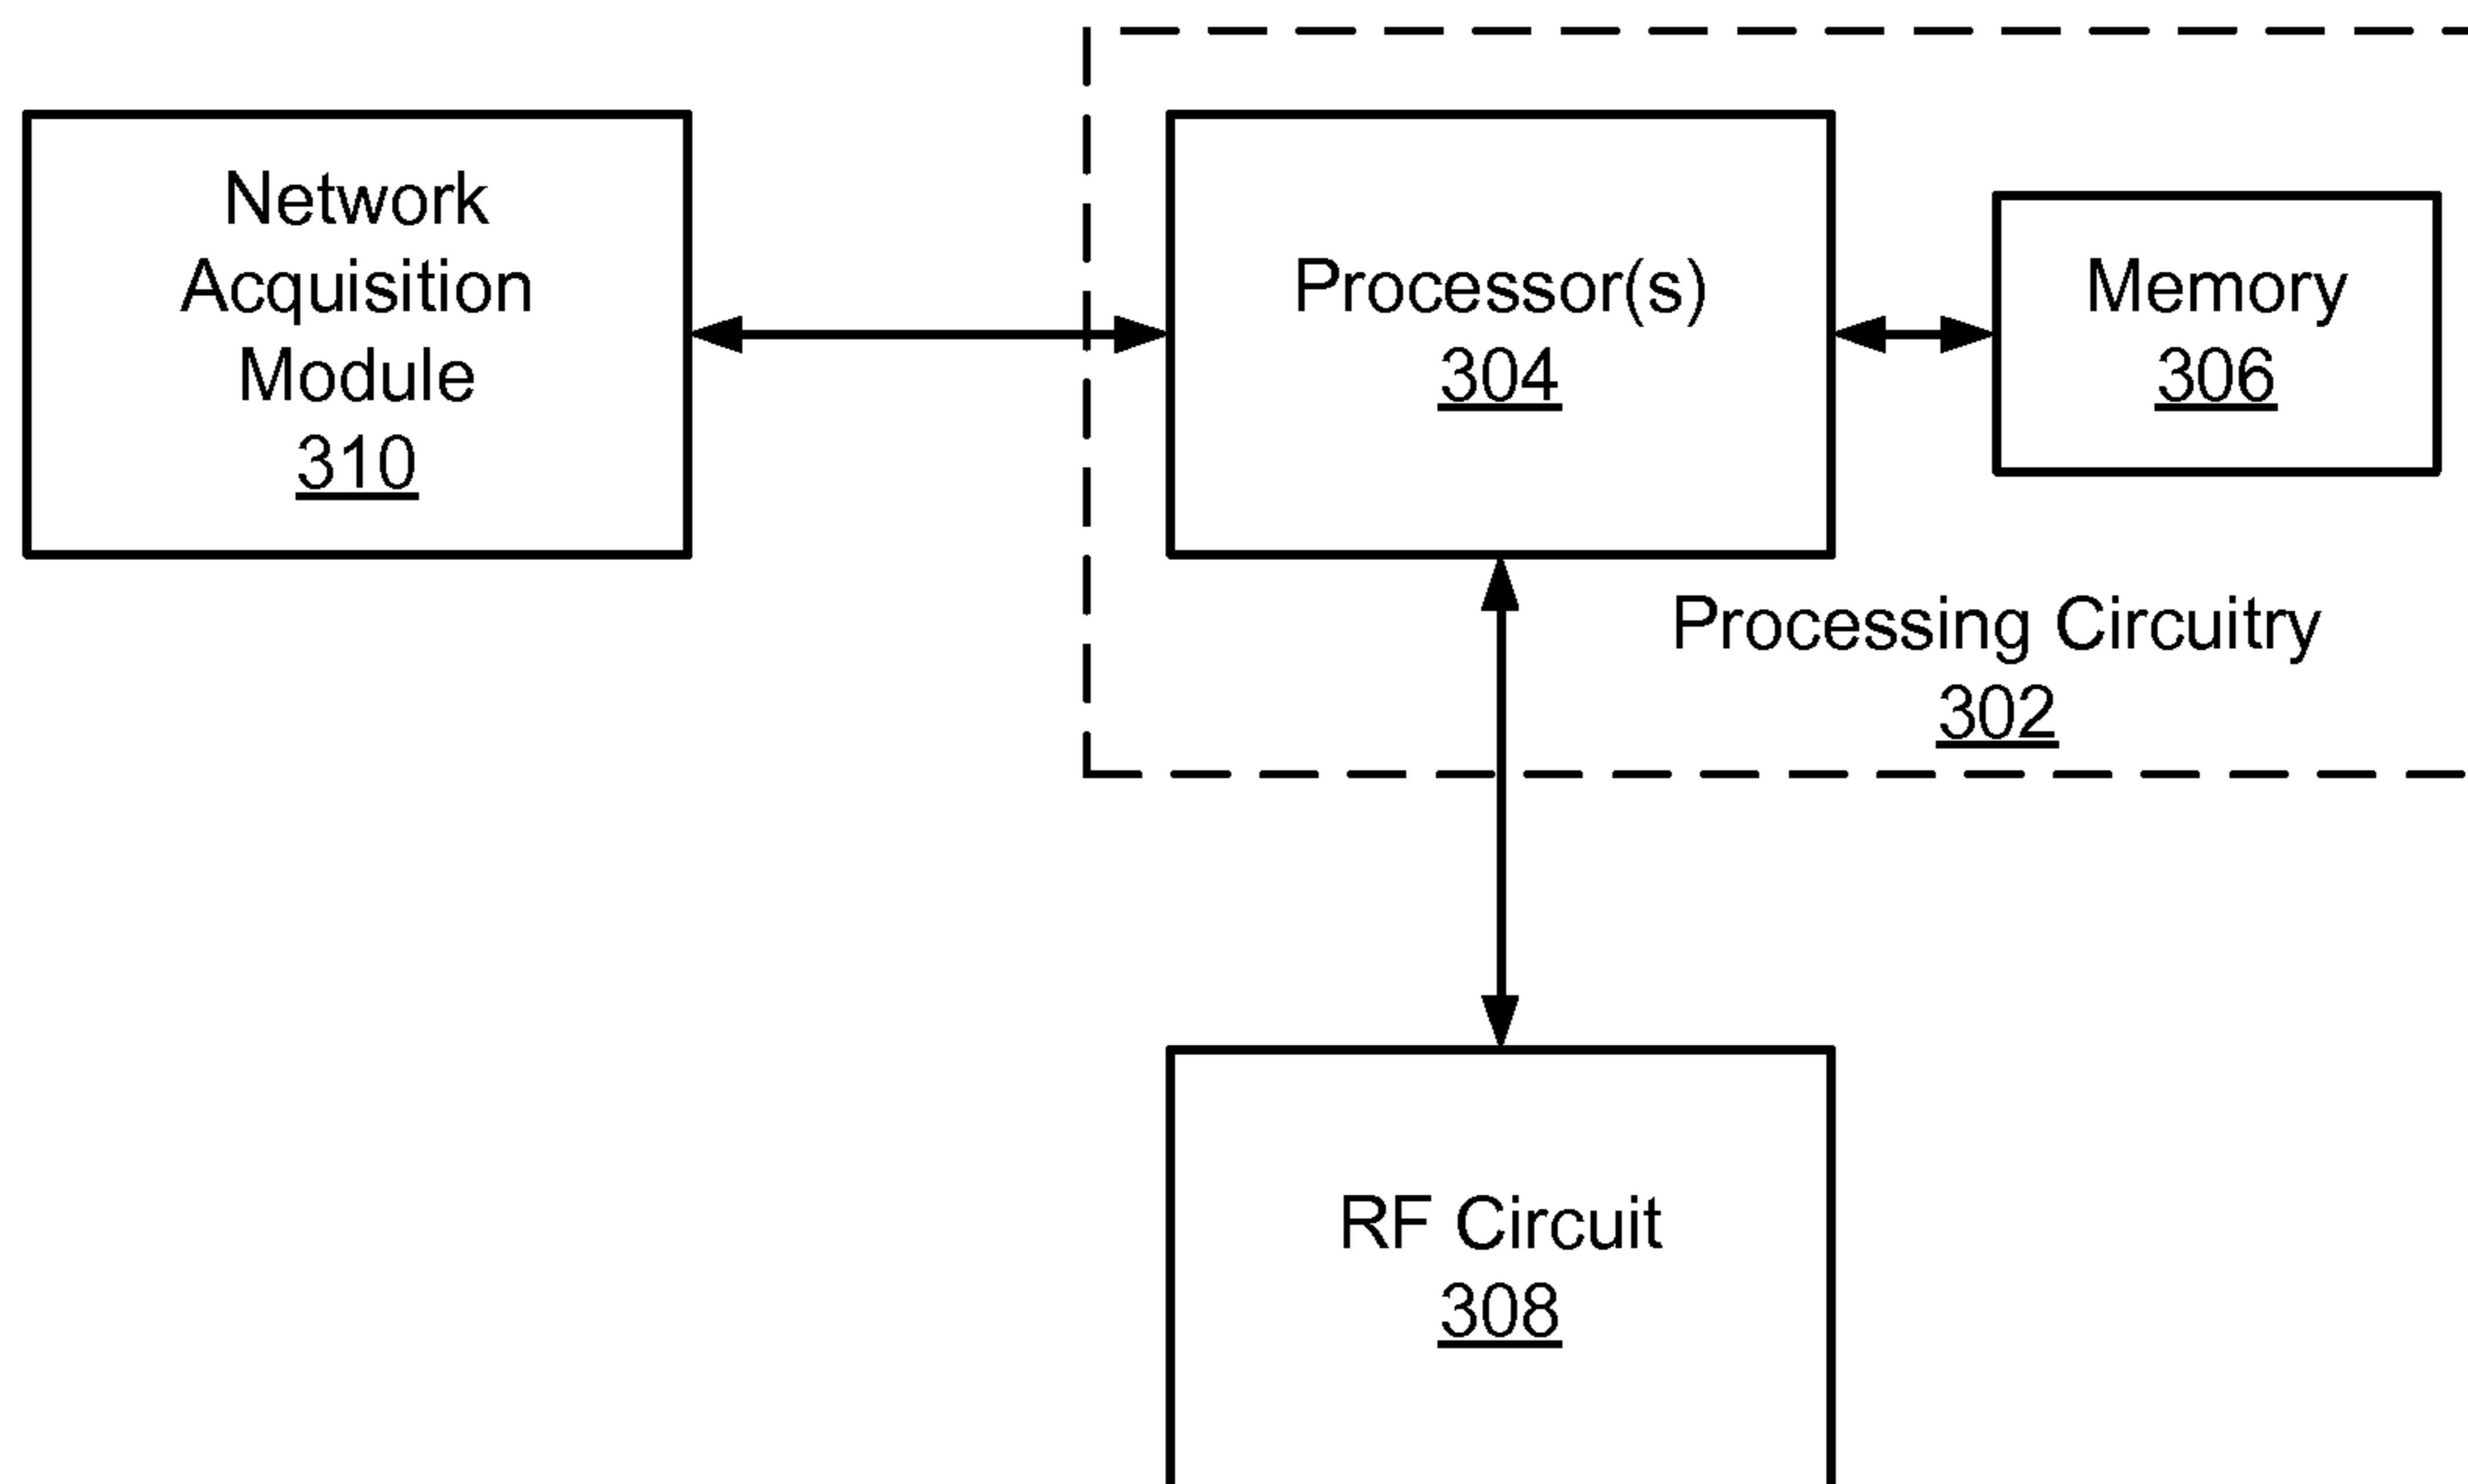 Network
Acquisition
Module
310
Processor(s)
304
Memory
306
Processing Circuitry
302
RF Circuit
308